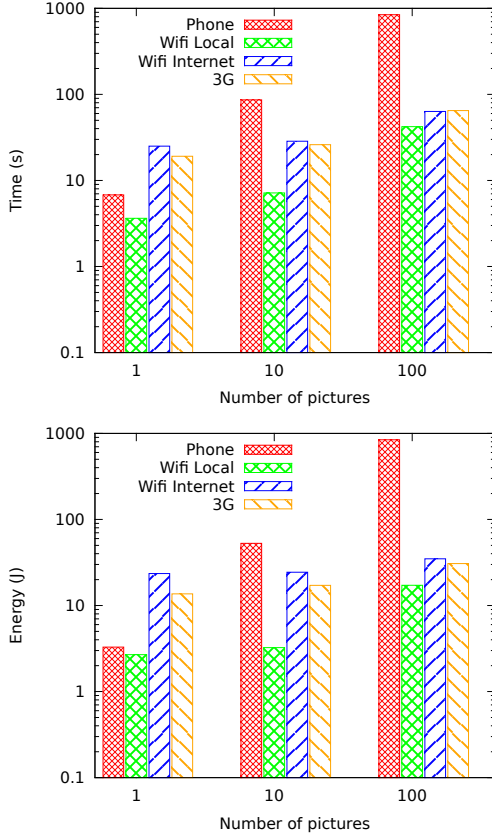 1000
100
10
1
0.1
Time (s)
Phone
Wifi Local
Wifi Internet
3G
1 10 100
Number of pictures
1000
100
10
1
0.1
Energy (J)
Phone
Wifi Local
Wifi Internet
3G
1 10 100
Number of pictures